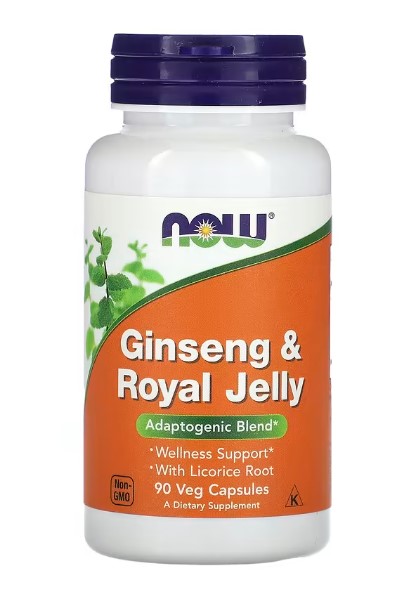 NOW®
Ginseng &
Royal Jelly
Adaptogenic Blend*
*Wellness Support*
*With Licorice Root
90 Veg Capsules
A Dietary Supplement
Non-
GMO
K